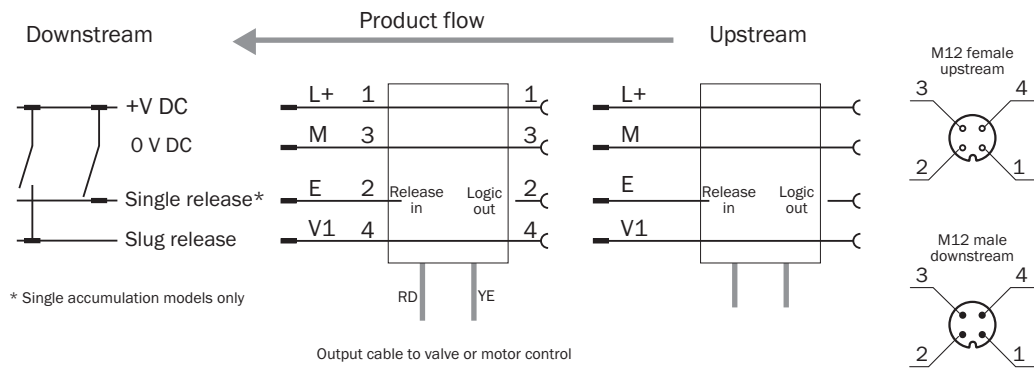 Product flow
Downstream
Upstream
+V DC
0 V DC
Single release*
Slug release
* Single accumulation models only
L+ 1
M 3
E 2
V1 4
Release
in
Logic
out
1
3
2
4
RD
YE
Output cable to valve or motor control
L+
M
E
V1
Release
in
Logic
out
M12 female
upstream
3 4
2 1
M12 male
downstream
3 4
2 1